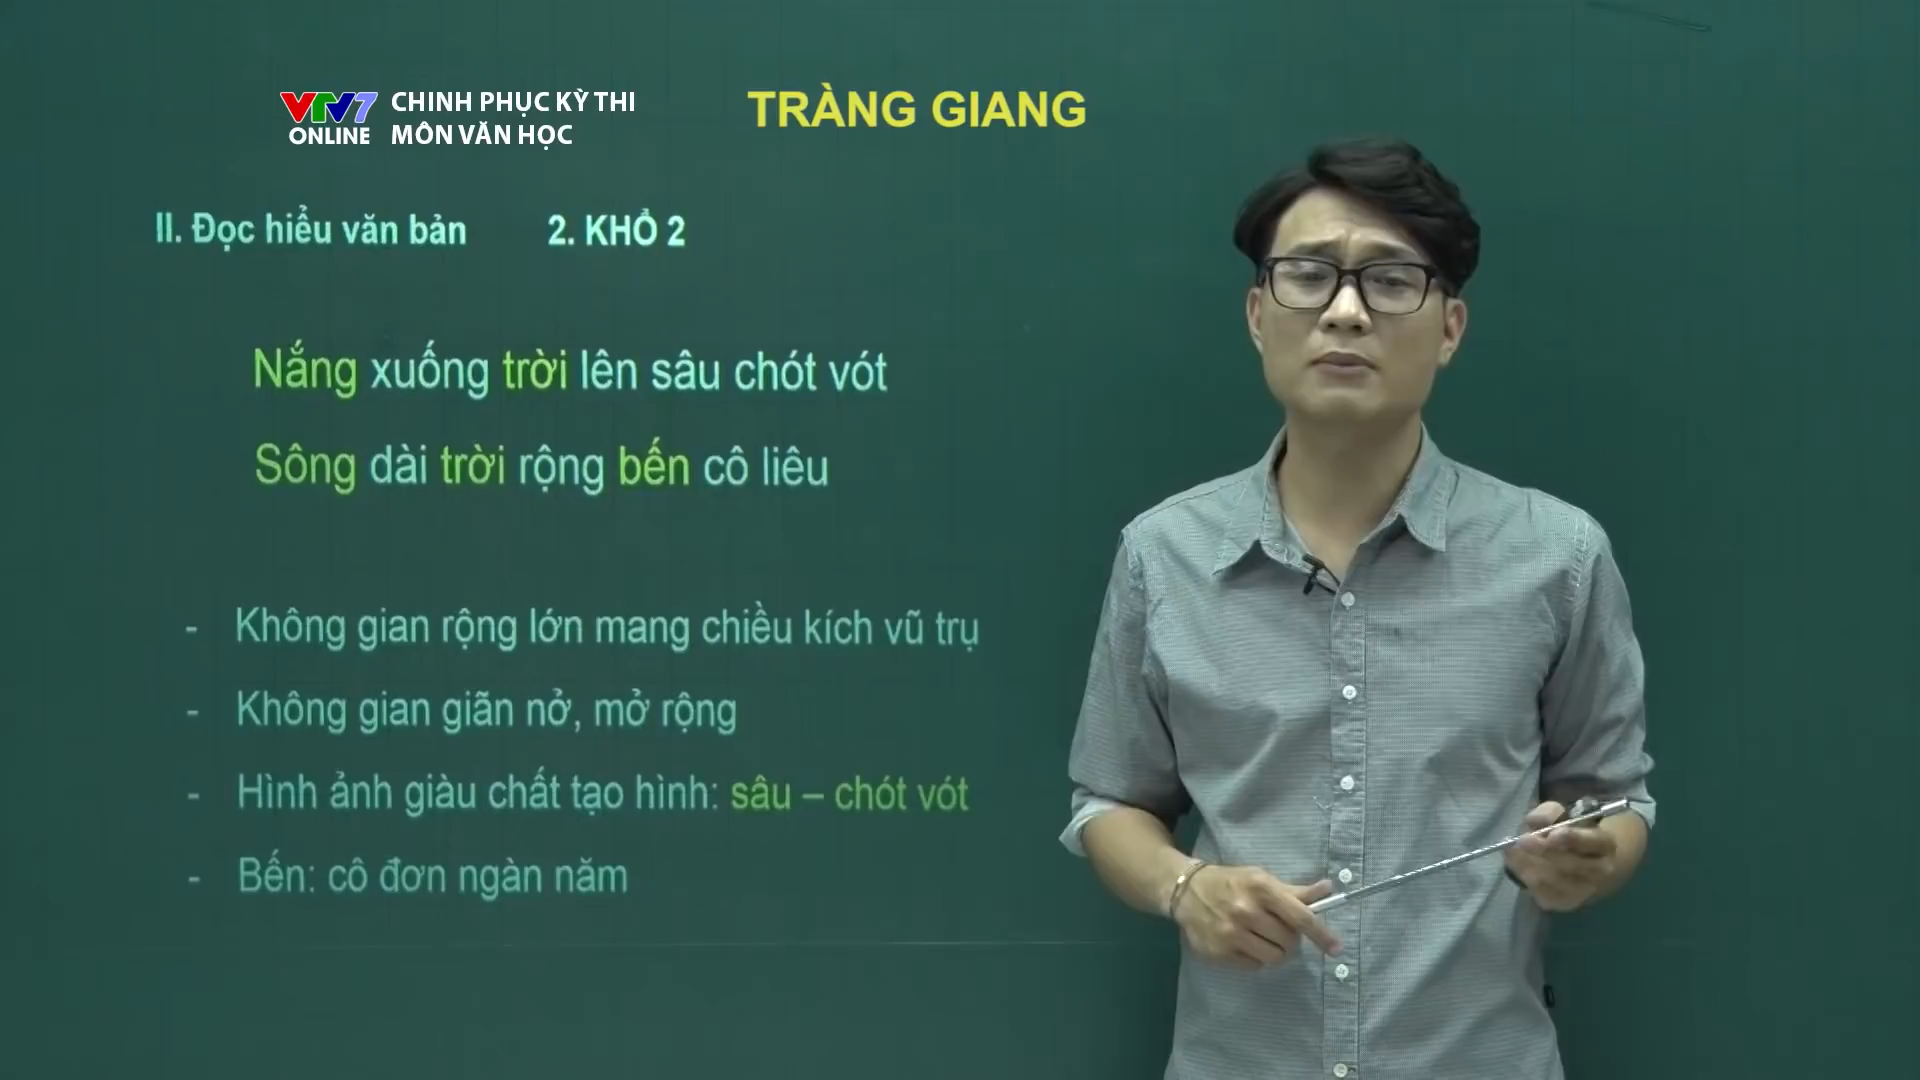 VTV7
ONLINE
CHINH PHỤC KỲ THI
MÔN VĂN HỌC
TRÀNG GIANG
II. Đọc hiểu văn bản
2. KHỔ 2
Nắng xuống trời lên sâu chót vót
Sông dài trời rộng bến cô liêu
- Không gian rộng lớn mang chiều kích vũ trụ
- Không gian giãn nở, mở rộng
- Hình ảnh giàu chất tạo hình: sâu – chót vót
- Bến: cô đơn ngàn năm